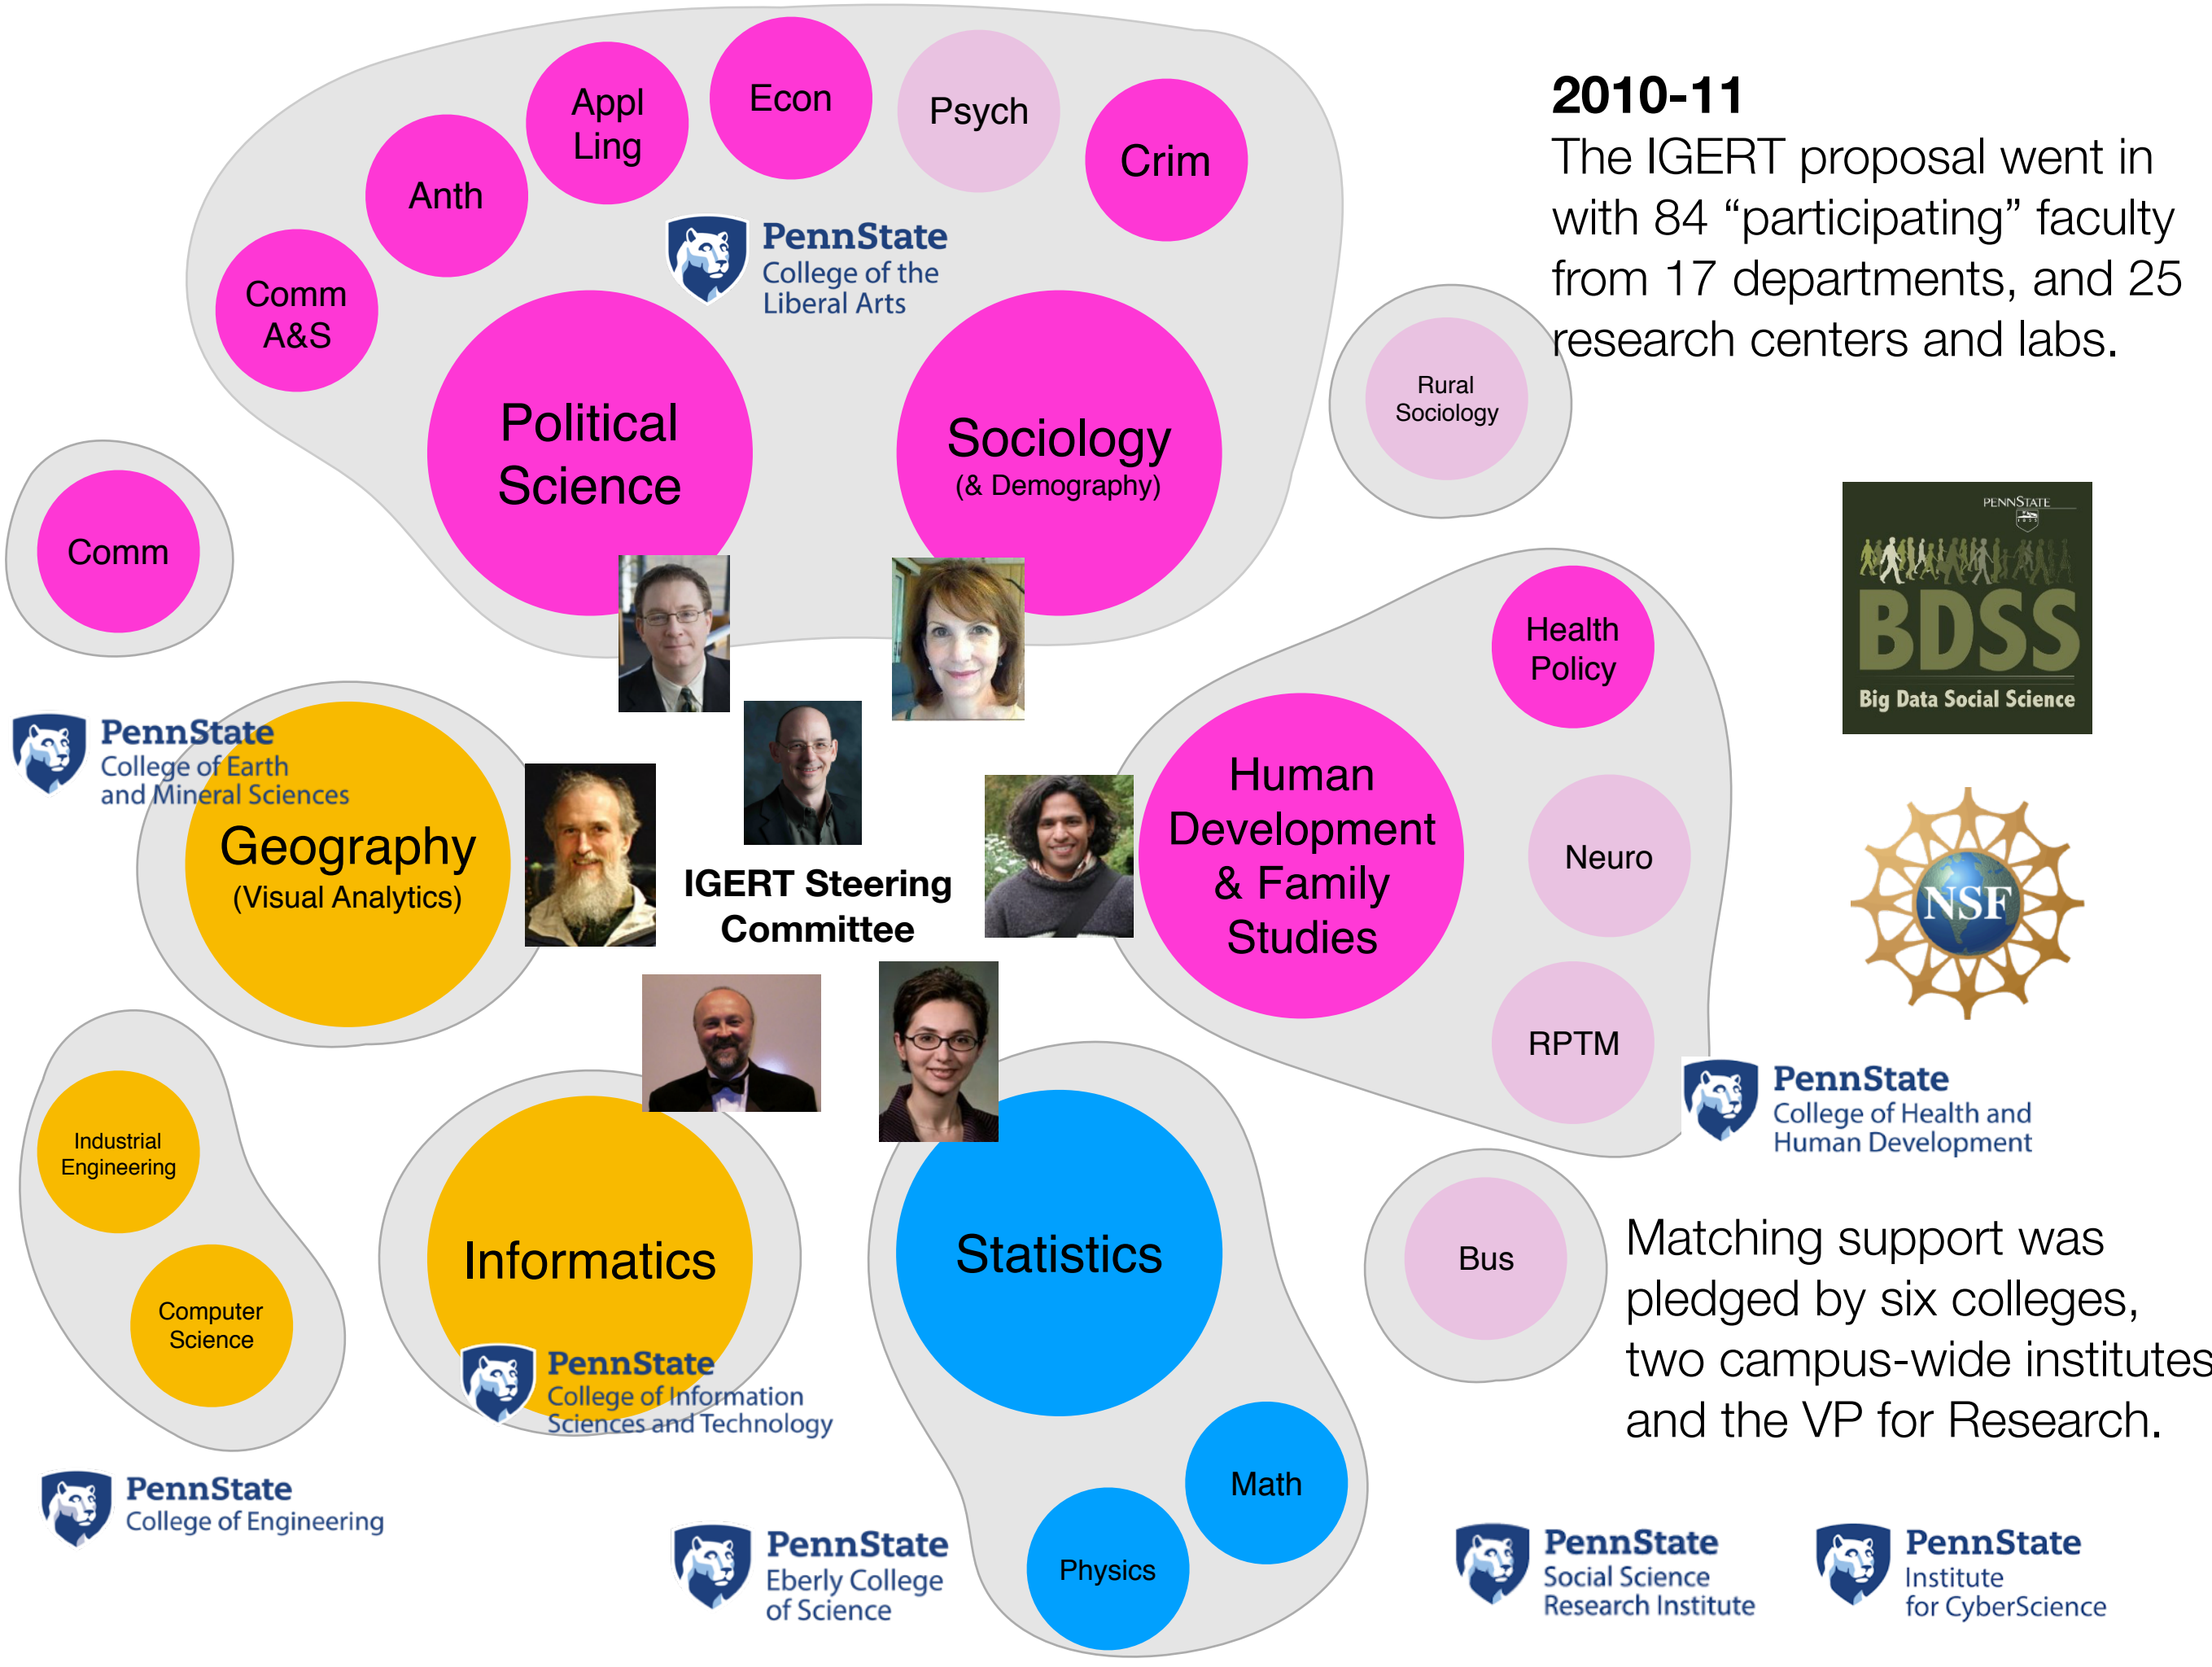 Appl
Ling
Econ
Psych
Crim
Anth
Comm
A&S
PennState
College of the
Liberal Arts
Political
Science
Sociology
(& Demography)
2010-11
The IGERT proposal went in
with 84 “participating” faculty
from 17 departments, and 25
research centers and labs.
Rural
Sociology
Comm
PENNSTATE
BDSS
Big Data Social Science
Health
Policy
PennState
College of Earth
and Mineral Sciences
Geography
(Visual Analytics)
IGERT Steering
Committee
Human
Development
& Family
Studies
Neuro
NSF
RPTM
PennState
College of Health and
Human Development
Industrial
Engineering
Computer
Science
Informatics
PennState
College of Information
Sciences and Technology
Statistics
Bus
Matching support was
pledged by six colleges,
two campus-wide institutes
and the VP for Research.
Math
Physics
PennState
College of Engineering
PennState
Eberly College
of Science
PennState
Social Science
Research Institute
PennState
Institute
for CyberScience